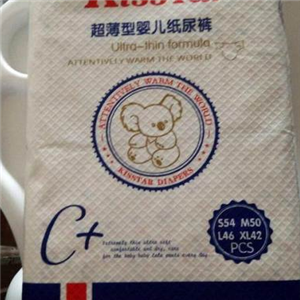 超薄型婴儿纸尿裤
Ultra-thin formula
ATTENTIVELY WARM THE WORLD
ATTENTIVELY WARM THE WORLD
KISSTAR DIAPERS
C+
S54 M50
L46 XL42
PCS